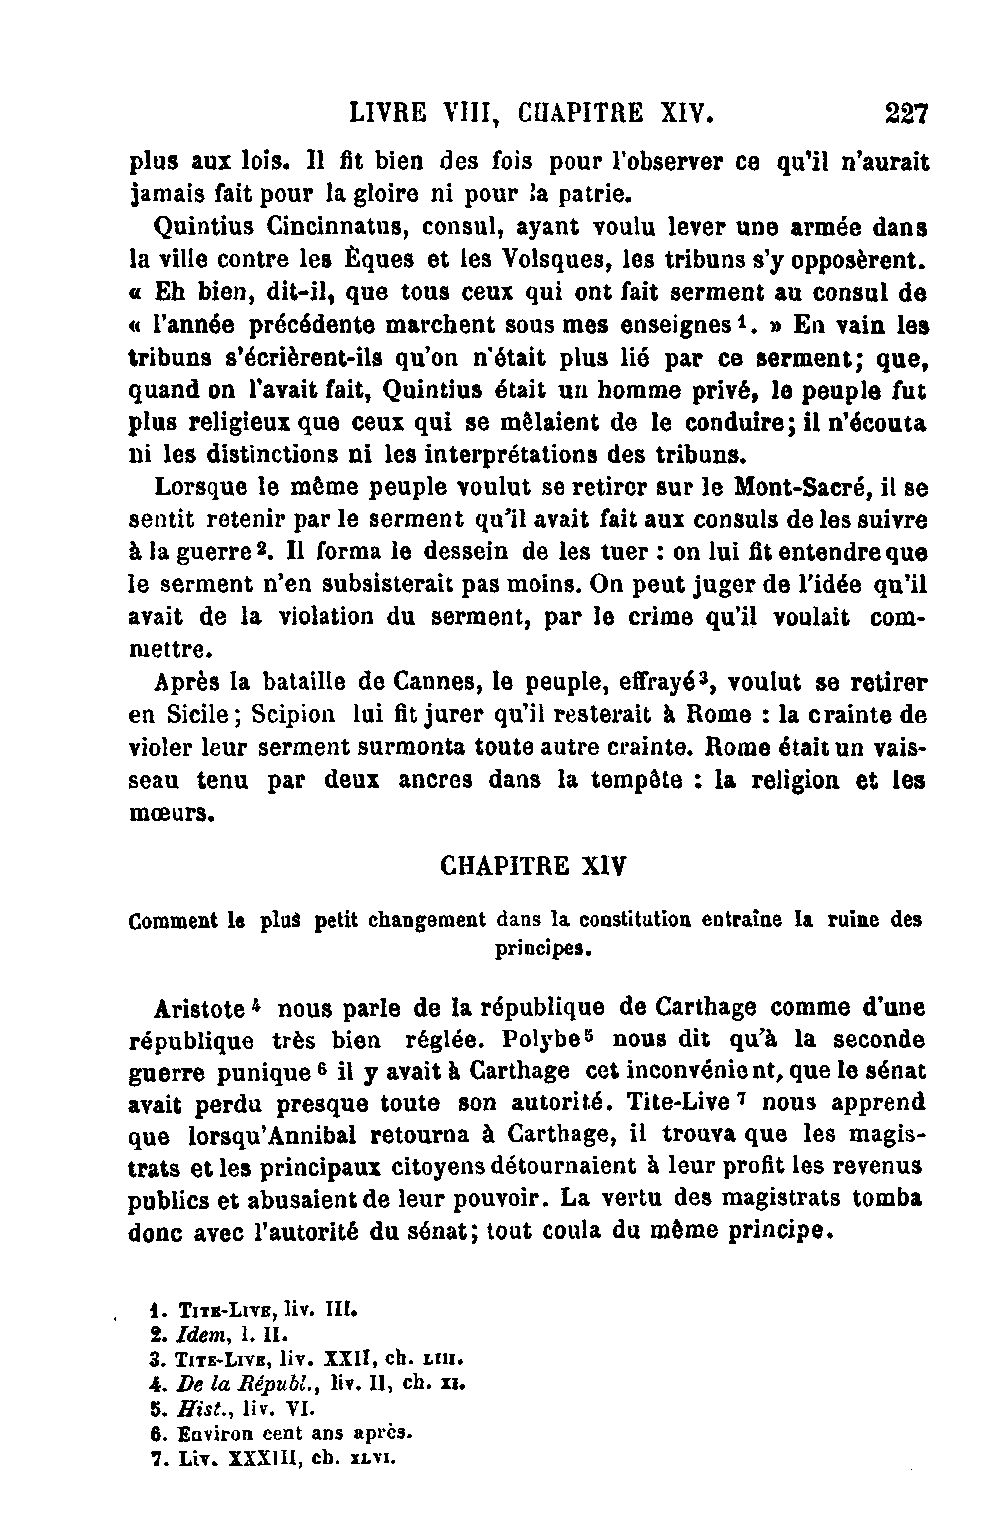 LIVRE VIII, CHAPITRE XIV. 227
plus aux lois. Il fit bien des fois pour l'observer ce qu'il n'aurait
jamais fait pour la gloire ni pour la patrie.
Quintius Cincinnatus, consul, ayant voulu lever une armée dans
la ville contre les Èques et les Volsques, les tribuns s'y opposèrent.
« Eh bien, dit-il, que tous ceux qui ont fait serment au consul de
« l'année précédente marchent sous mes enseignes¹. » En vain les
tribuns s'écrièrent-ils qu'on n'était plus lié par ce serment; que,
quand on l'avait fait, Quintius était un homme privé, le peuple fut
plus religieux que ceux qui se mêlaient de le conduire; il n'écouta
ni les distinctions ni les interprétations des tribuns.
Lorsque le même peuple voulut se retirer sur le Mont-Sacré, il se
sentit retenir par le serment qu'il avait fait aux consuls de les suivre
à la guerre². Il forma le dessein de les tuer : on lui fit entendre que
le serment n'en subsisterait pas moins. On peut juger de l'idée qu'il
avait de la violation du serment, par le crime qu'il voulait com-
mettre.
Après la bataille de Cannes, le peuple, effrayé³, voulut se retirer
en Sicile; Scipion lui fit jurer qu'il resterait à Rome : la crainte de
violer leur serment surmonta toute autre crainte. Rome était un vais-
seau tenu par deux ancres dans la tempête : la religion et les
mœurs.
CHAPITRE XIV
Comment le plus petit changement dans la constitution entraîne la ruine des
principes.
Aristote⁴ nous parle de la république de Carthage comme d'une
république très bien réglée. Polybe⁵ nous dit qu'à la seconde
guerre punique⁶ il y avait à Carthage cet inconvénient, que le sénat
avait perdu presque toute son autorité. Tite-Live⁷ nous apprend
que lorsqu'Annibal retourna à Carthage, il trouva que les magis-
trats et les principaux citoyens détournaient à leur profit les revenus
publics et abusaient de leur pouvoir. La vertu des magistrats tomba
donc avec l'autorité du sénat; tout coula du même principe.
1. TITE-LIVE, liv. III.
2. Idem, l. II.
3. TITE-LIVE, liv. XXII, ch. LIII.
4. De la Républ., liv. II, ch. XI.
5. Hist., liv. VI.
6. Environ cent ans après.
7. Liv. XXXIII, ch. XLVI.